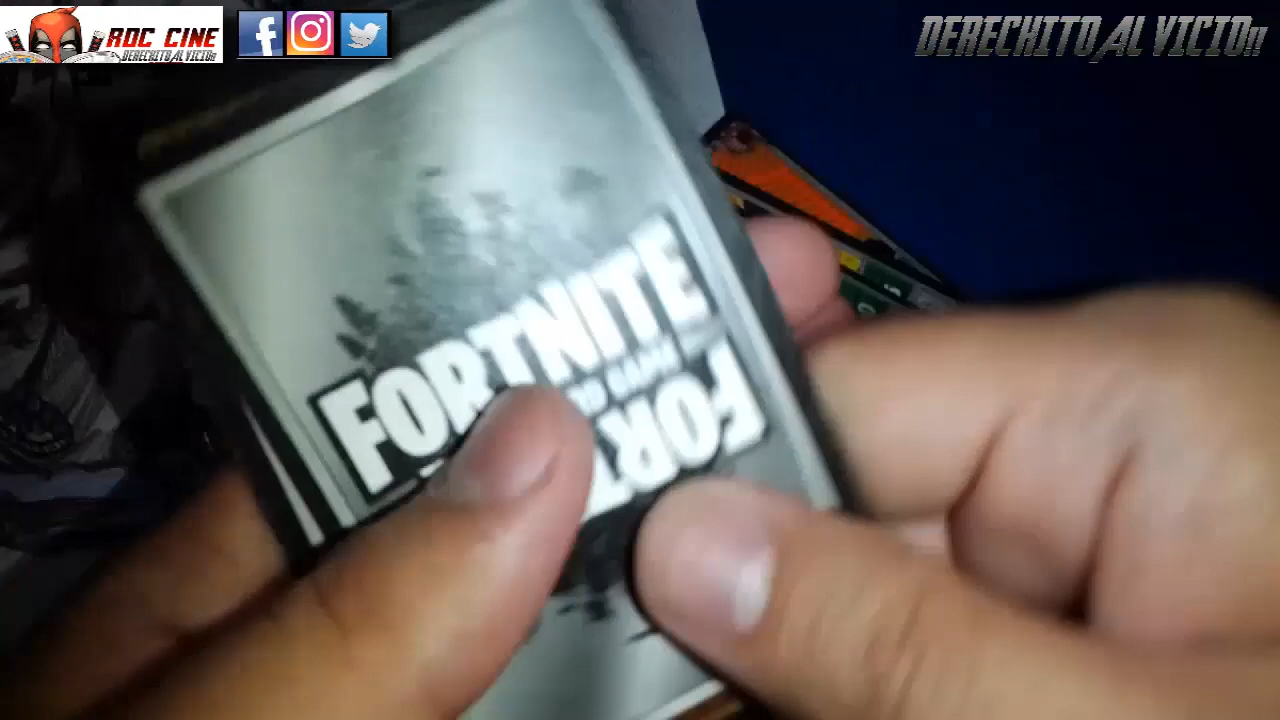 ROC CINE
DERECHITO AL VICIO!!
DERECHITO AL VICIO!!
FORTNITE
FORT